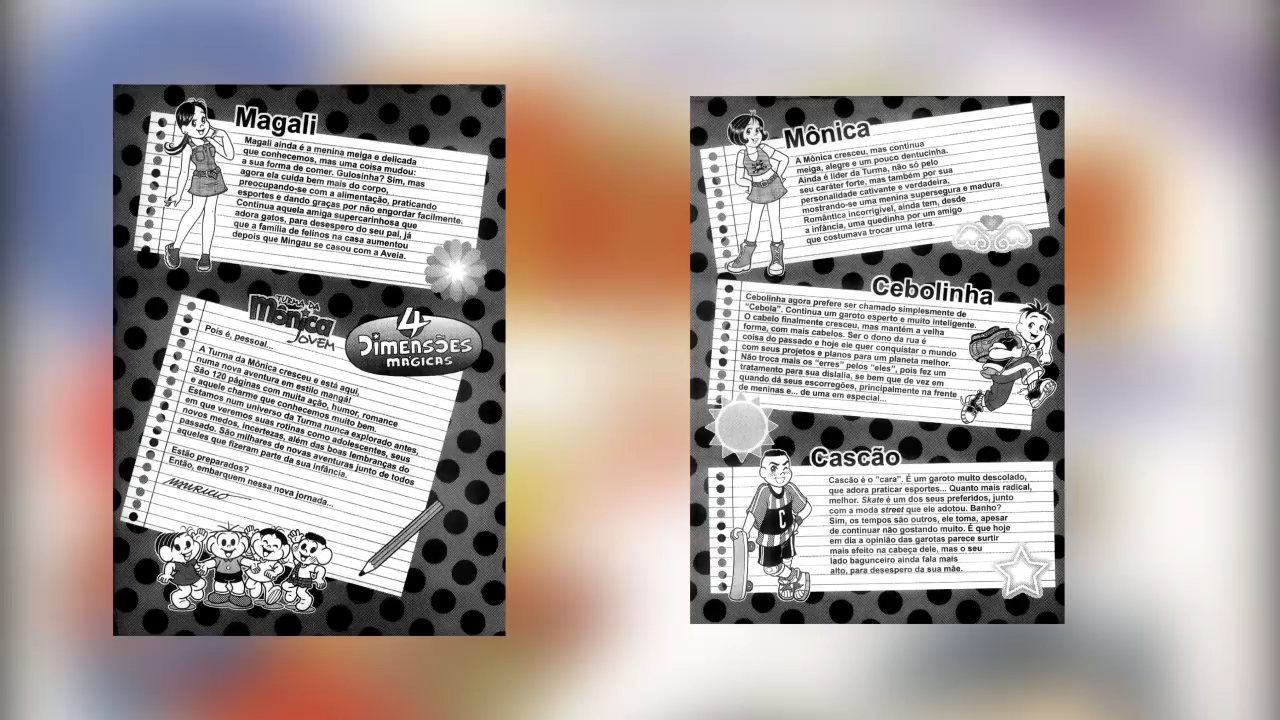 Magali
Magali ainda é a menina meiga e delicada
que conhecemos, mas uma coisa mudou:
a sua forma de comer. Gulosinha? Sim, mas
agora ela cuida bem mais do corpo,
preocupando-se com a alimentação, praticando
esportes e dando graças por não engordar facilmente.
Continua aquela amiga supercarinhosa que
adora gatos, para desespero do seu pai, já
que a família de felinos na casa aumentou
depois que Mingau se casou com a Aveia.
TURMA DA
Mônica
JOVEM
4
DIMENSÕES
MÁGICAS
Pois é, pessoal...
A Turma da Mônica cresceu e está aqui,
numa nova aventura em estilo mangá!
São 120 páginas com muita ação, humor, romance
e aquele charme que conhecemos muito bem.
Estamos num universo da Turma nunca explorado antes,
em que veremos suas rotinas como adolescentes, seus
novos medos, incertezas, além das boas lembranças do
passado. São milhares de novas aventuras junto de todos
aqueles que fizeram parte da sua infância.
Estão preparados?
Então, embarquem nessa nova jornada...
Mauricio
Mônica
A Mônica cresceu, mas continua
meiga, alegre e um pouco dentucinha.
Ainda é líder da Turma, não só pelo
seu caráter forte, mas também por sua
personalidade cativante e verdadeira,
mostrando-se uma menina supersegura e madura.
Romântica incorrigível, ainda tem, desde
a infância, uma quedinha por um amigo
que costumava trocar uma letra.
Cebolinha
Cebolinha agora prefere ser chamado simplesmente de
"Cebola". Continua um garoto esperto e muito inteligente.
O cabelo finalmente cresceu, mas mantém a velha
forma, com mais cabelos. Ser o dono da rua é
coisa do passado e hoje ele quer conquistar o mundo
com seus projetos e planos para um planeta melhor.
Não troca mais os "erres" pelos "eles", pois fez um
tratamento para sua dislalia, se bem que de vez em
quando dá seus escorregões, principalmente na frente
de meninas e... de uma em especial...
Cascão
Cascão é o "cara". É um garoto muito descolado,
que adora praticar esportes... Quanto mais radical,
melhor. Skate é um dos seus preferidos, junto
com a moda street que ele adotou. Banho?
Sim, os tempos são outros, ele toma, apesar
de continuar não gostando muito. É que hoje
em dia a opinião das garotas parece surtir
mais efeito na cabeça dele, mas o seu
lado bagunceiro ainda fala mais
alto, para desespero da sua mãe.
C